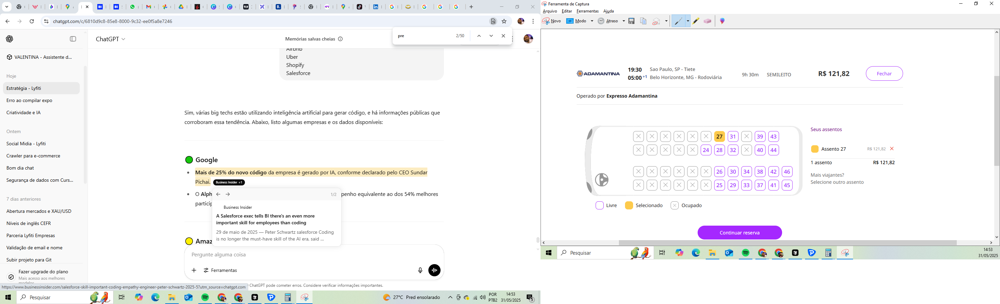 chatgpt.com/c/6810d9c8-85e8-8000-9c32-ee0f5a8e7246
pre
2/50
ChatGPT
Memórias salvas cheias
VALENTINA - Assistente d...
Hoje
Estratégia - Lyfiti
Erro ao compilar expo
Criatividade e IA
Ontem
Social Midia - Lyfiti
Crawler para e-commerce
Bom dia chat
Segurança de dados com Curs...
7 dias anteriores
Abertura mercados e XAU/USD
Níveis de inglês CEFR
Parceria Lyfiti Empresas
Validação de email e nome
Subir projeto para Git
Fazer upgrade do plano
Mais acesso aos melhores
modelos
Airbnb
Uber
Shopify
Salesforce
Sim, várias big techs estão utilizando inteligência artificial para gerar código, e há informações públicas que
corroboram essa tendência. Abaixo, listo algumas empresas e os dados disponíveis:
Google
Mais de 25% do novo código da empresa é gerado por IA, conforme declarado pelo CEO Sundar
Pichai. Business Insider +1
O Alph
penho equivalente ao dos 54% melhores
particip
1/2
Business Insider
A Salesforce exec tells BI there's an even more
important skill for employees than coding
29 de maio de 2025 — Peter Schwartz salesforce Coding
is no longer the must-have skill of the AI era, said ...
Amaz
Pergunte alguma coisa
Ferramentas
https://www.businessinsider.com/salesforce-skill-important-coding-empathy-engineer-peter-schwartz-2025-5?utm_source=chatgpt.com
ChatGPT pode cometer erros. Considere verificar informações importantes.
Pesquisar
27°C Pred ensolarado
POR
PTB2
14:53
31/05/2025
5
Ferramenta de Captura
Arquivo Editar Ferramentas Ajuda
Novo Modo Atraso
ADAMANTINA
19:30 Sao Paulo, SP - Tiete
05:00 +1 Belo Horizonte, MG - Rodoviária
9h 30m
SEMILEITO
R$ 121,82
Fechar
Operado por Expresso Adamantina
27 31 39 43
24 28 32 40 44
26 30 34 38 42 46
25 29 33 37 41 45
Livre Selecionado Ocupado
Seus assentos
Assento 27 R$ 121,82
1 assento R$ 121,82
Mais viajantes?
Selecione outro assento
Continuar reserva
Pesquisar
14:53
31/05/2025